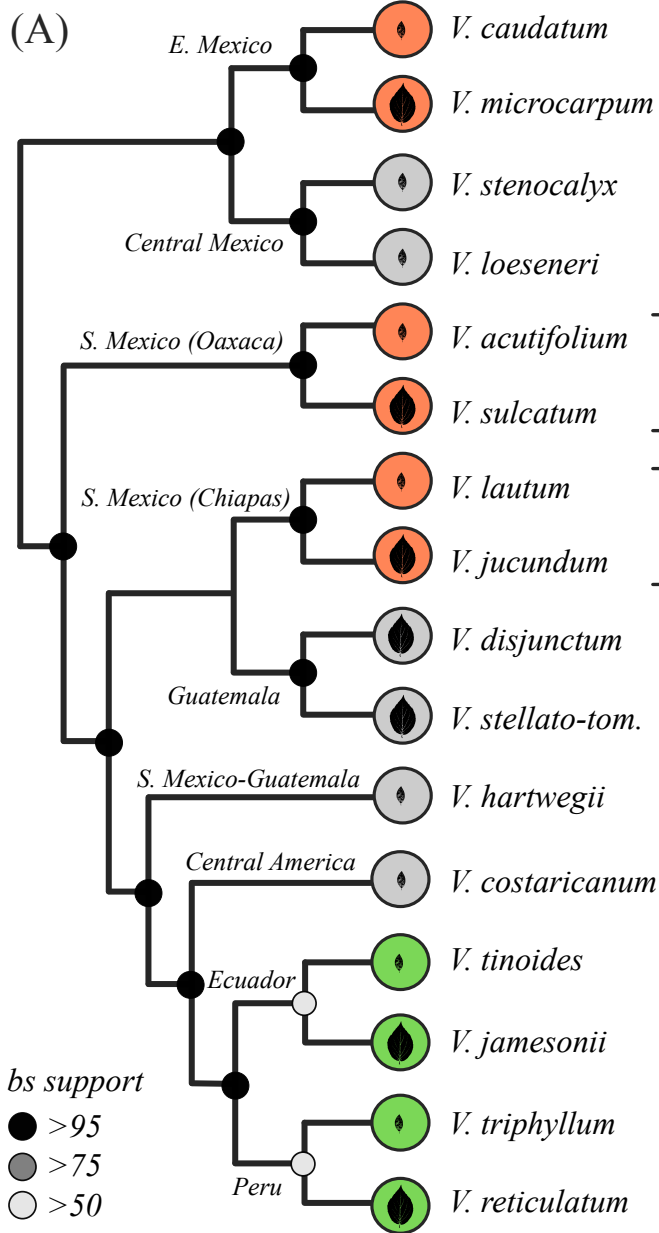 (A)
E. Mexico
V. caudatum
V. microcarpum
V. stenocalyx
Central Mexico
V. loeseneri
S. Mexico (Oaxaca)
V. acutifolium
V. sulcatum
V. lautum
S. Mexico (Chiapas)
V. jucundum
V. disjunctum
Guatemala
V. stellato-tom.
S. Mexico-Guatemala
V. hartwegii
Central America
V. costaricanum
V. tinoides
Ecuador
V. jamesonii
bs support
>95
V. triphyllum
>75
Peru
V. reticulatum
>50